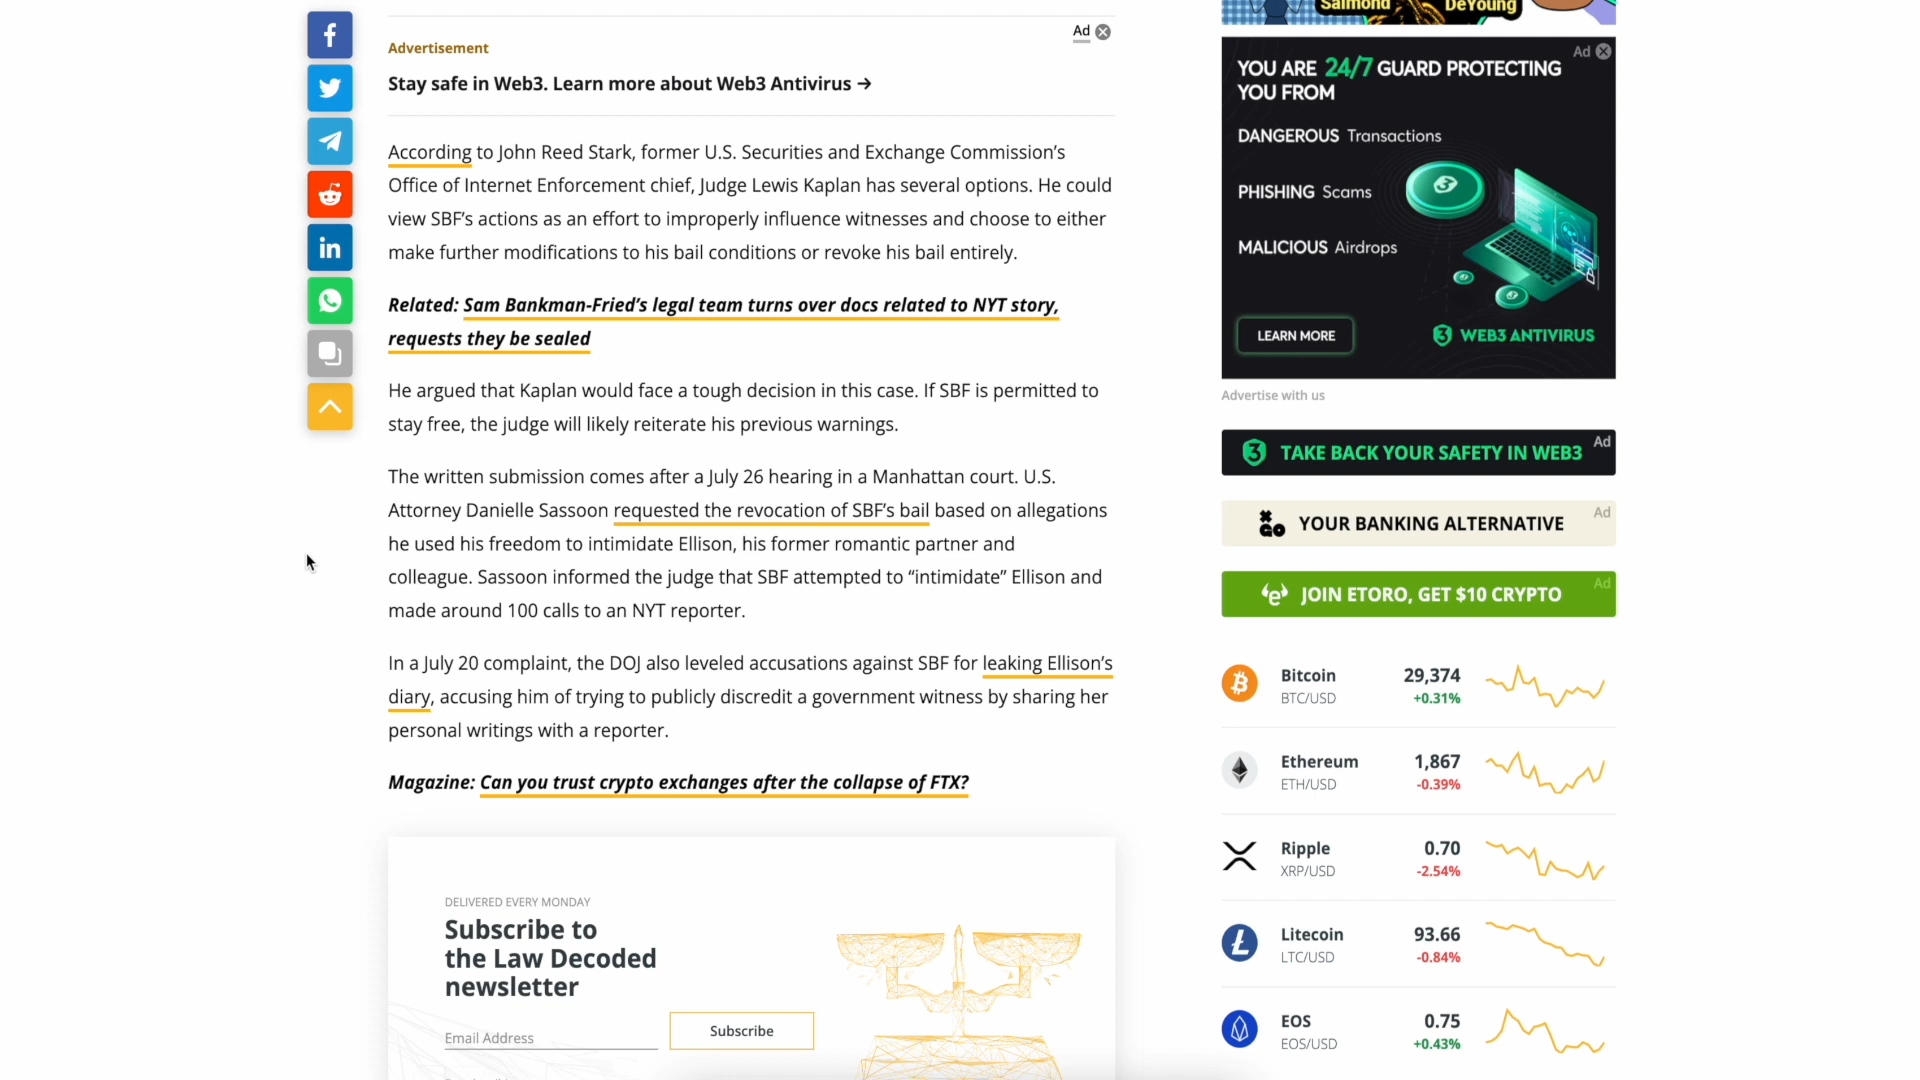 Advertisement
Ad
Stay safe in Web3. Learn more about Web3 Antivirus →
According to John Reed Stark, former U.S. Securities and Exchange Commission’s
Office of Internet Enforcement chief, Judge Lewis Kaplan has several options. He could
view SBF’s actions as an effort to improperly influence witnesses and choose to either
make further modifications to his bail conditions or revoke his bail entirely.
Related: Sam Bankman-Fried’s legal team turns over docs related to NYT story,
requests they be sealed
He argued that Kaplan would face a tough decision in this case. If SBF is permitted to
stay free, the judge will likely reiterate his previous warnings.
The written submission comes after a July 26 hearing in a Manhattan court. U.S.
Attorney Danielle Sassoon requested the revocation of SBF’s bail based on allegations
he used his freedom to intimidate Ellison, his former romantic partner and
colleague. Sassoon informed the judge that SBF attempted to “intimidate” Ellison and
made around 100 calls to an NYT reporter.
In a July 20 complaint, the DOJ also leveled accusations against SBF for leaking Ellison’s
diary, accusing him of trying to publicly discredit a government witness by sharing her
personal writings with a reporter.
Magazine: Can you trust crypto exchanges after the collapse of FTX?
DELIVERED EVERY MONDAY
Subscribe to
the Law Decoded
newsletter
Email Address
Subscribe
Salmond
DeYoung
Ad
YOU ARE 24/7 GUARD PROTECTING
YOU FROM
DANGEROUS Transactions
PHISHING Scams
MALICIOUS Airdrops
LEARN MORE
WEB3 ANTIVIRUS
Advertise with us
TAKE BACK YOUR SAFETY IN WEB3
Ad
YOUR BANKING ALTERNATIVE
Ad
JOIN ETORO, GET $10 CRYPTO
Ad
Bitcoin 29,374
BTC/USD +0.31%
Ethereum 1,867
ETH/USD -0.39%
Ripple 0.70
XRP/USD -2.54%
Litecoin 93.66
LTC/USD -0.84%
EOS 0.75
EOS/USD +0.43%